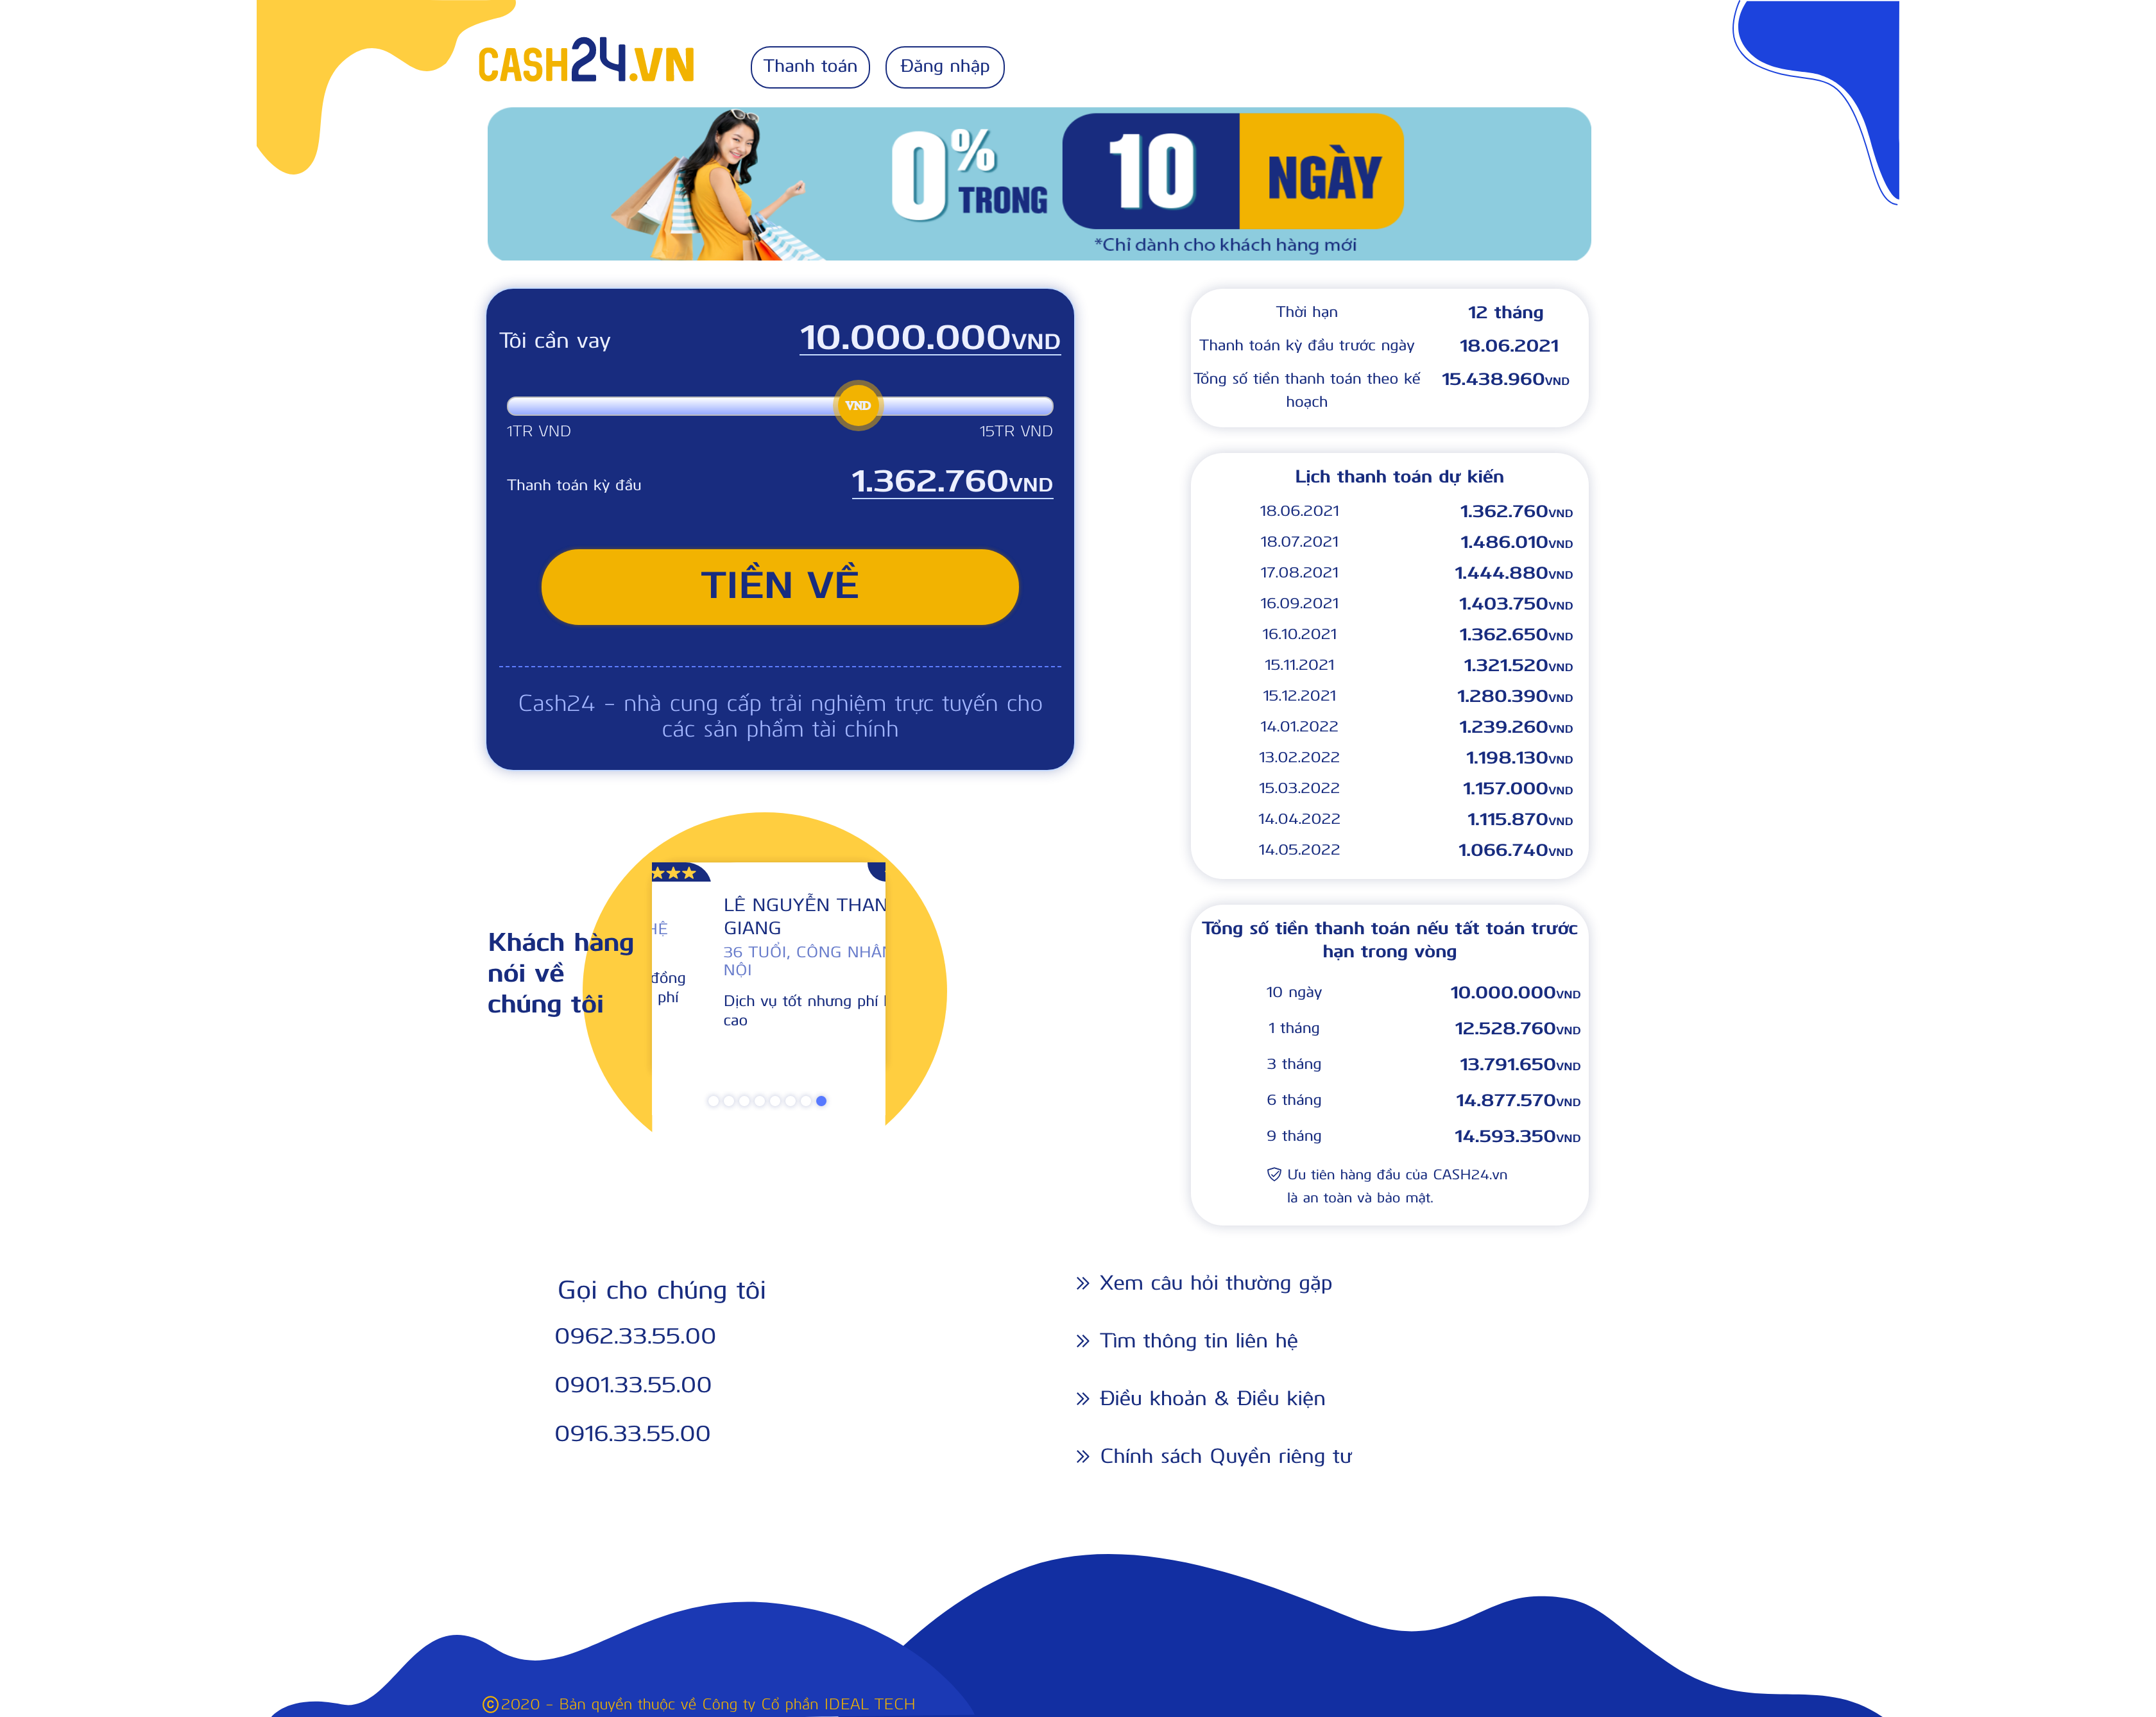 CASH24.VN
Thanh toán
Đăng nhập
0% TRONG 10 NGÀY
*Chỉ dành cho khách hàng mới
Tôi cần vay
10.000.000VND
VND
1TR VND
15TR VND
Thanh toán kỳ đầu
1.362.760VND
TIỀN VỀ
Cash24 – nhà cung cấp trải nghiệm trực tuyến cho
các sản phẩm tài chính
Thời hạn
12 tháng
Thanh toán kỳ đầu trước ngày
18.06.2021
Tổng số tiền thanh toán theo kế
hoạch
15.438.960VND
Lịch thanh toán dự kiến
18.06.2021 1.362.760VND
18.07.2021 1.486.010VND
17.08.2021 1.444.880VND
16.09.2021 1.403.750VND
16.10.2021 1.362.650VND
15.11.2021 1.321.520VND
15.12.2021 1.280.390VND
14.01.2022 1.239.260VND
13.02.2022 1.198.130VND
15.03.2022 1.157.000VND
14.04.2022 1.115.870VND
14.05.2022 1.066.740VND
Tổng số tiền thanh toán nếu tất toán trước
hạn trong vòng
10 ngày 10.000.000VND
1 tháng 12.528.760VND
3 tháng 13.791.650VND
6 tháng 14.877.570VND
9 tháng 14.593.350VND
Ưu tiên hàng đầu của CASH24.vn
là an toàn và bảo mật.
Khách hàng
nói về
chúng tôi
đồng
phí
LÊ NGUYỄN THAN
GIANG
36 TUỔI, CÔNG NHÂN
NỘI
Dịch vụ tốt nhưng phí
cao
Gọi cho chúng tôi
0962.33.55.00
0901.33.55.00
0916.33.55.00
Xem câu hỏi thường gặp
Tìm thông tin liên hệ
Điều khoản & Điều kiện
Chính sách Quyền riêng tư
©2020 – Bản quyền thuộc về Công ty Cổ phần IDEAL TECH